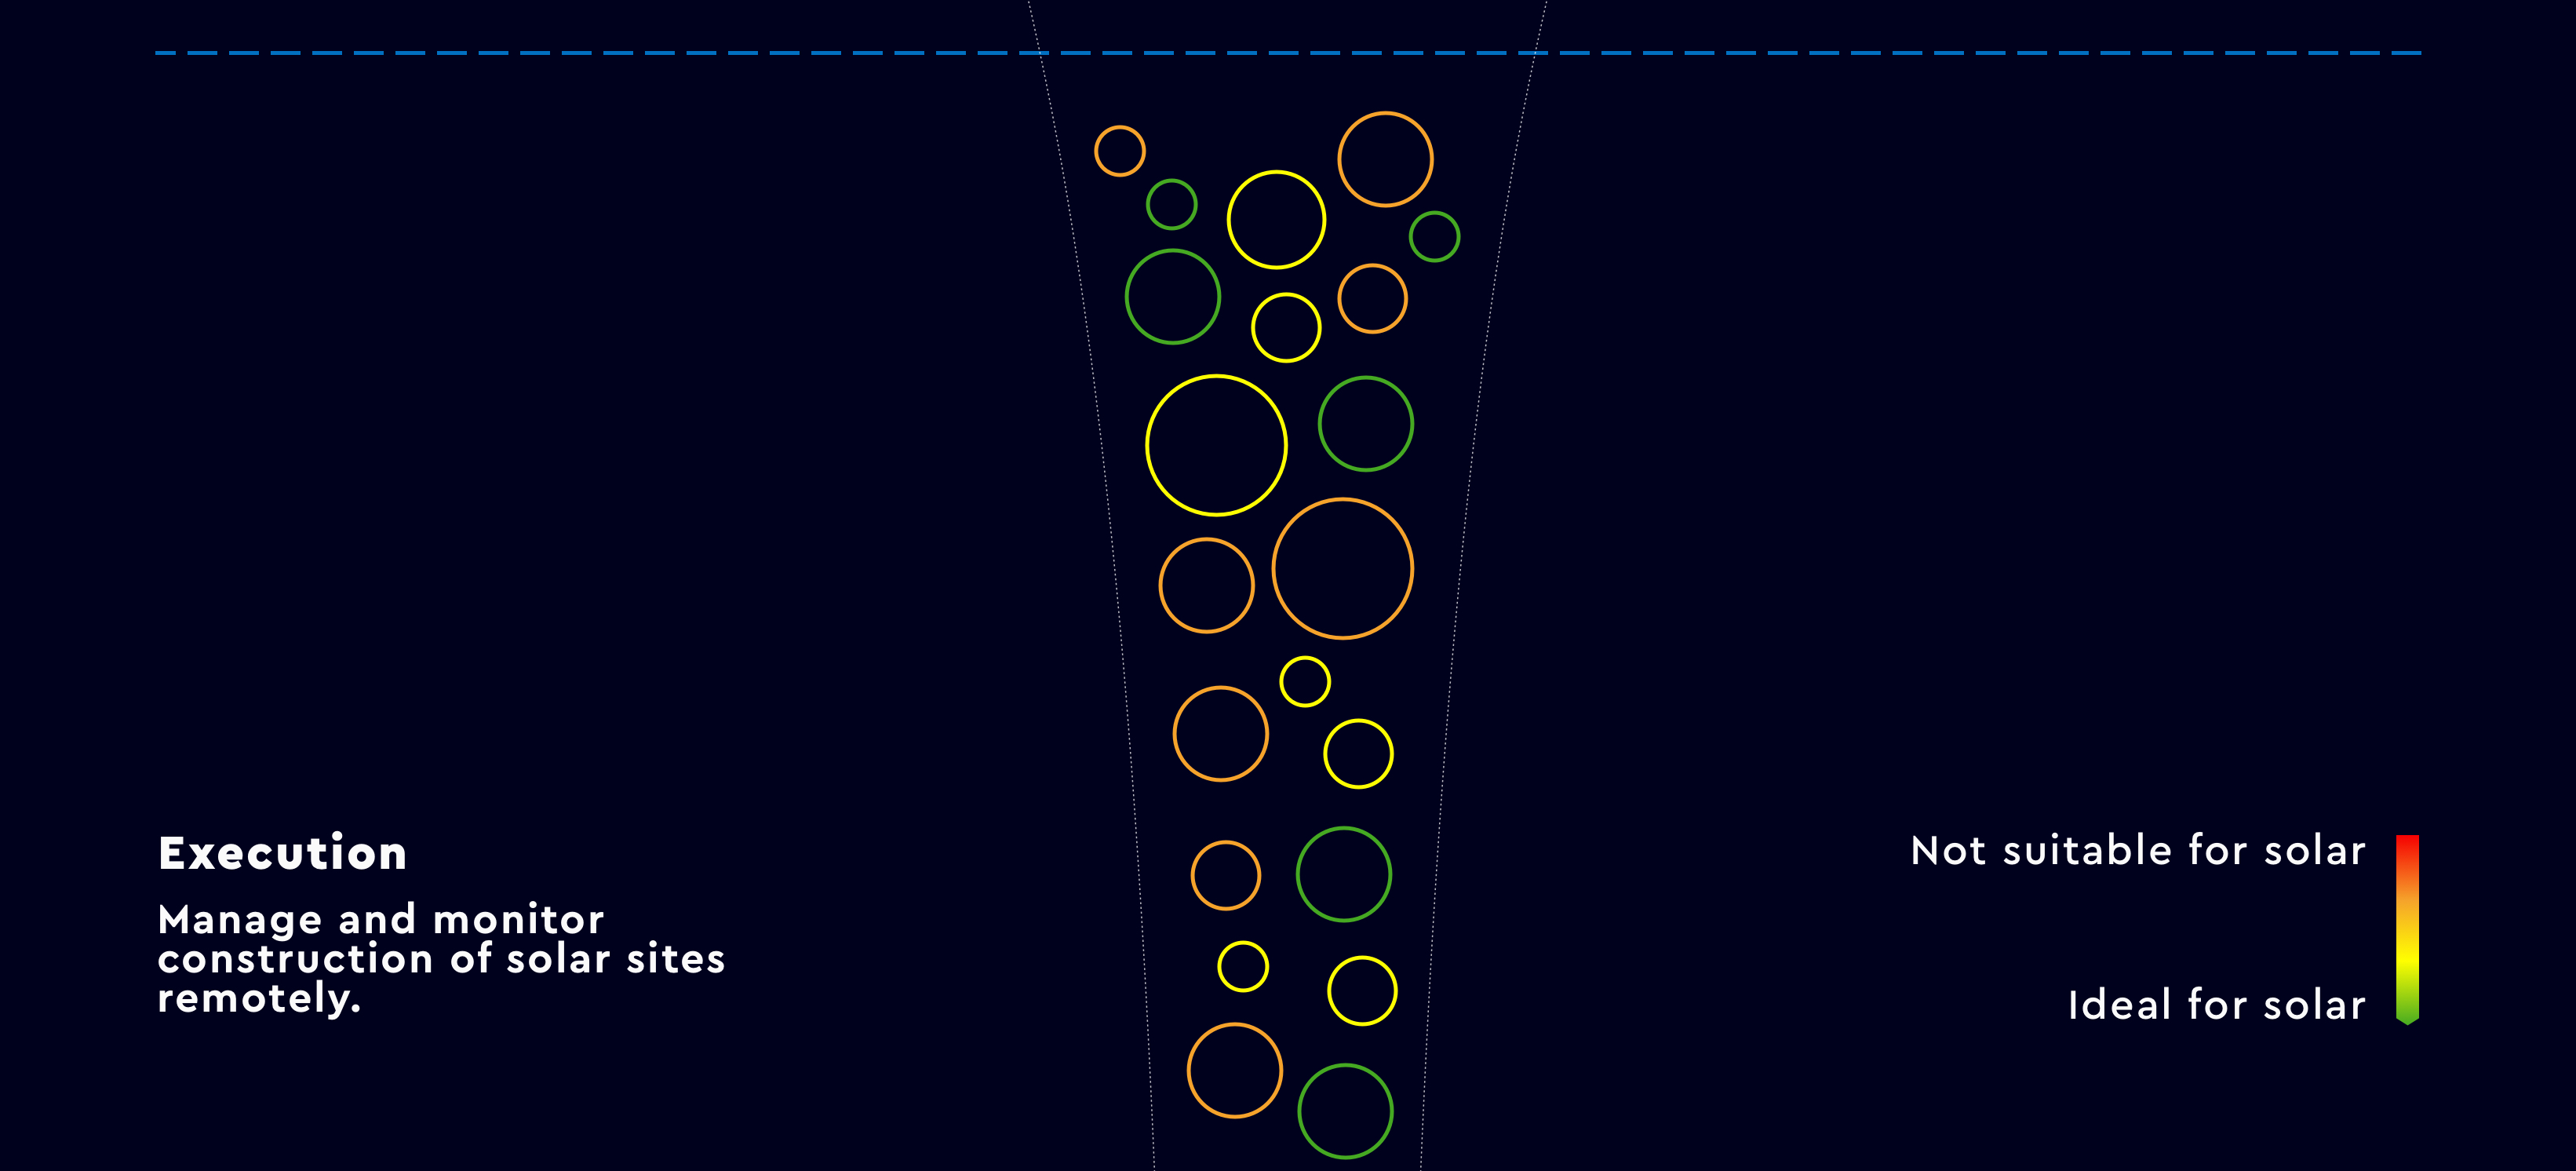 Execution
Manage and monitor
construction of solar sites
remotely.
Not suitable for solar
Ideal for solar